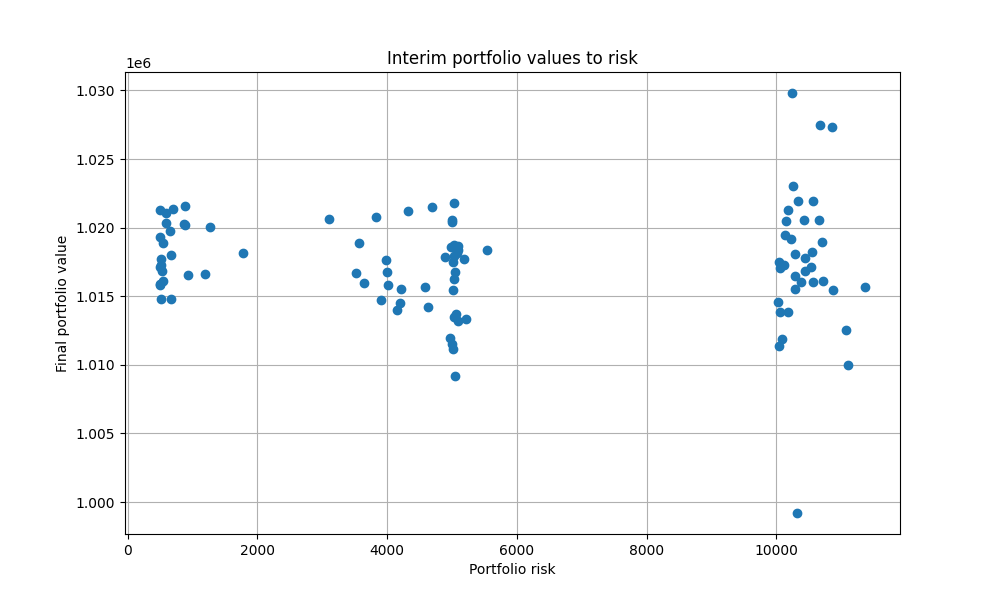 Interim portfolio values to risk
1e6
1.030
1.025
1.020
1.015
1.010
1.005
1.000
Final portfolio value
0 2000 4000 6000 8000 10000
Portfolio risk